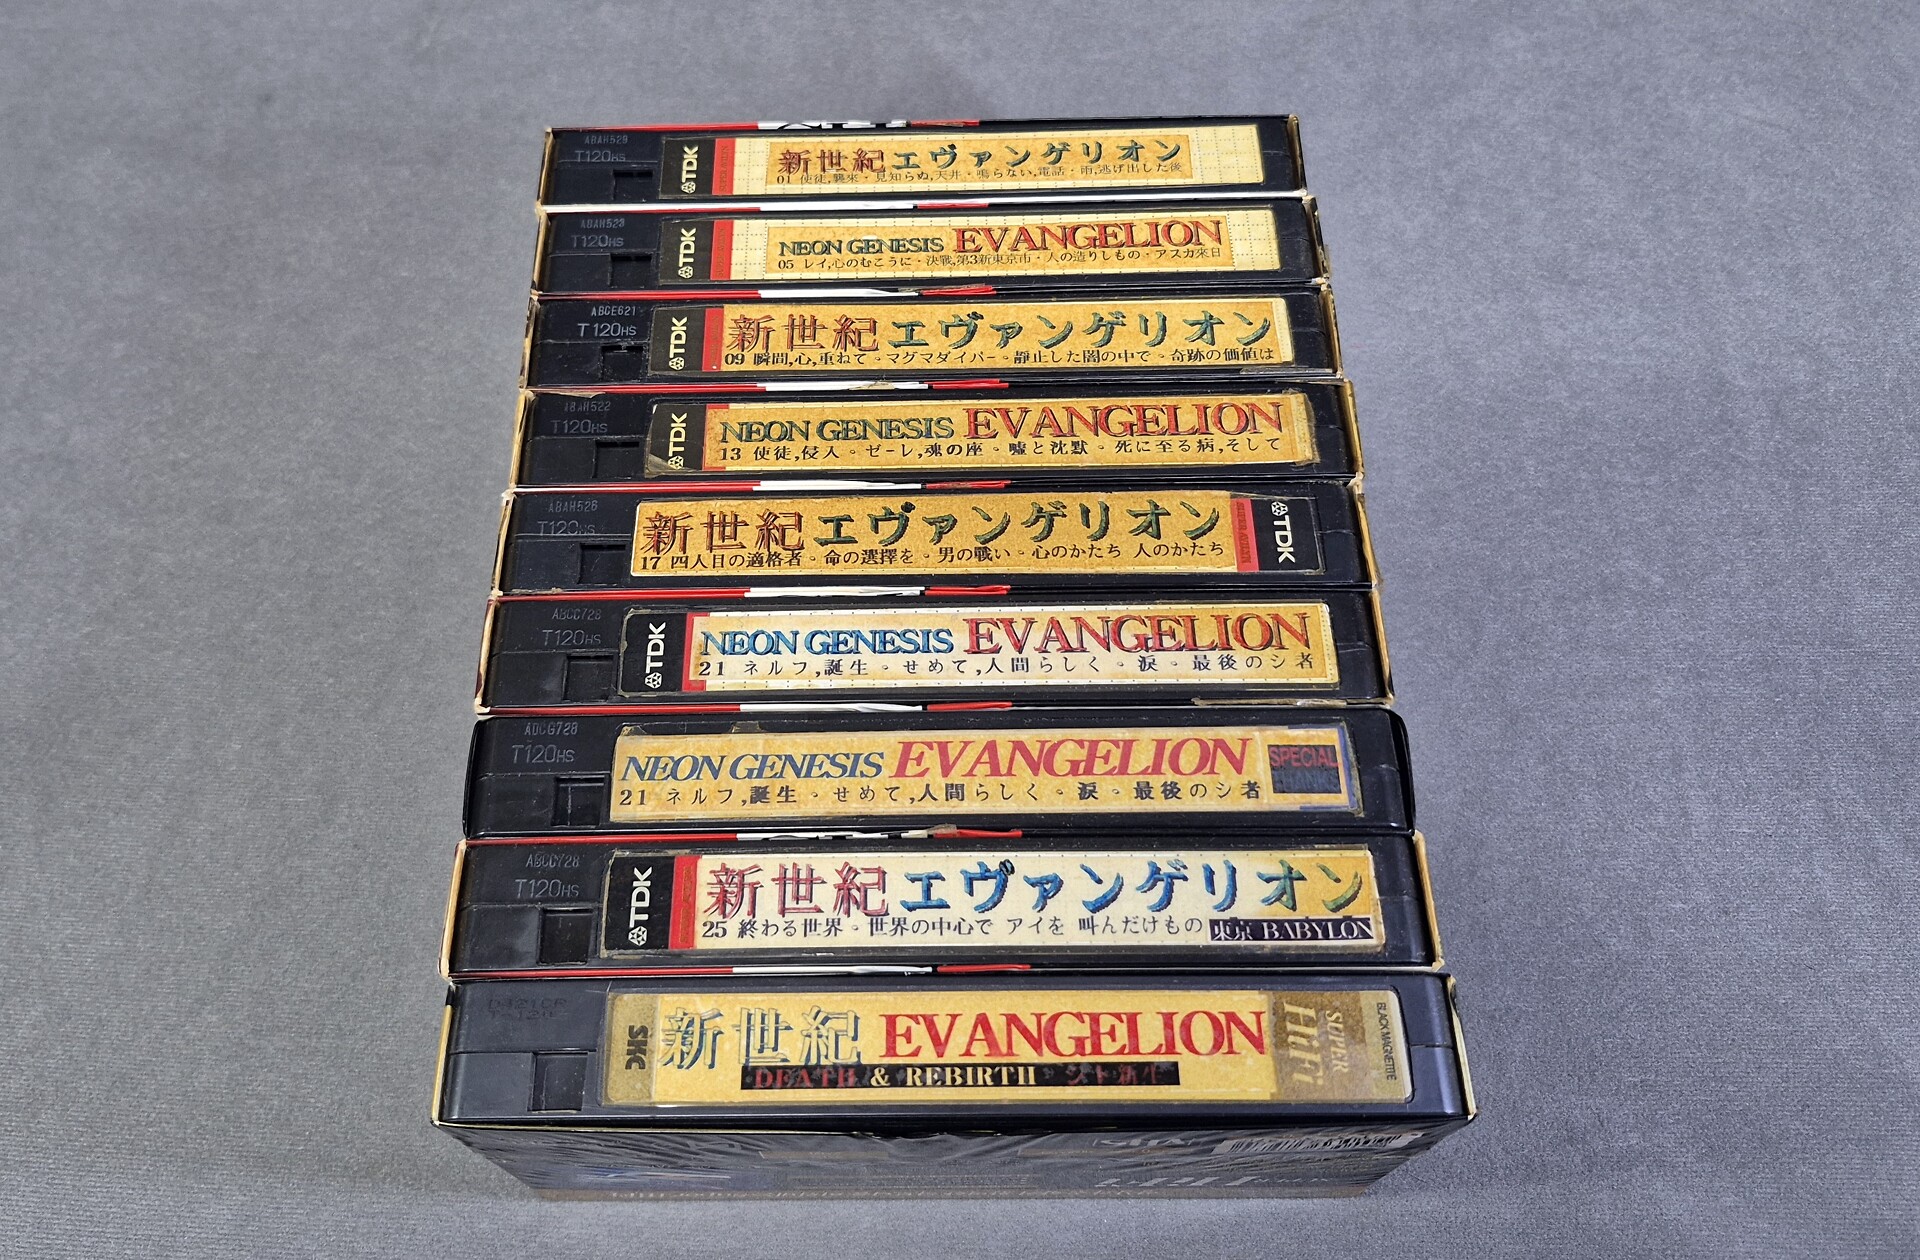 ABAH529
T120HS
TDK
新世紀エヴァンゲリオン
01 使徒,襲来・見知らぬ,天井・鳴らない,電話・雨,逃げ出した後
ABAH523
T120HS
TDK
NEON GENESIS EVANGELION
05 レイ,心のむこうに・決戦,第3新東京市・人の造りしもの・アスカ来日
ABCE621
T120HS
TDK
新世紀エヴァンゲリオン
09 瞬間,心,重ねて・マグマダイバー・静止した闇の中で・奇跡の価値は
ABAH522
T120HS
TDK
NEON GENESIS EVANGELION
13 使徒,侵入・ゼーレ,魂の座・嘘と沈黙・死に至る病,そして
ABAH526
T120HS
新世紀エヴァンゲリオン
17 四人目の適格者・命の選擇を・男の戰い・心のかたち 人のかたち
TDK
ABCC728
T120HS
TDK
NEON GENESIS EVANGELION
21 ネルフ,誕生・せめて,人間らしく・涙・最後のシ者
T120HS
NEON GENESIS EVANGELION
SPECIAL THANKS
21 ネルフ,誕生・せめて,人間らしく・涙・最後のシ者
ABCC728
T120HS
TDK
新世紀エヴァンゲリオン
25 終わる世界・世界の中心で アイを 叫んだけもの 東京 BABYLON
SKC
新世紀 EVANGELION
DEATH & REBIRTH シト新生
SUPER HiFi
BLACK MAGNETITE